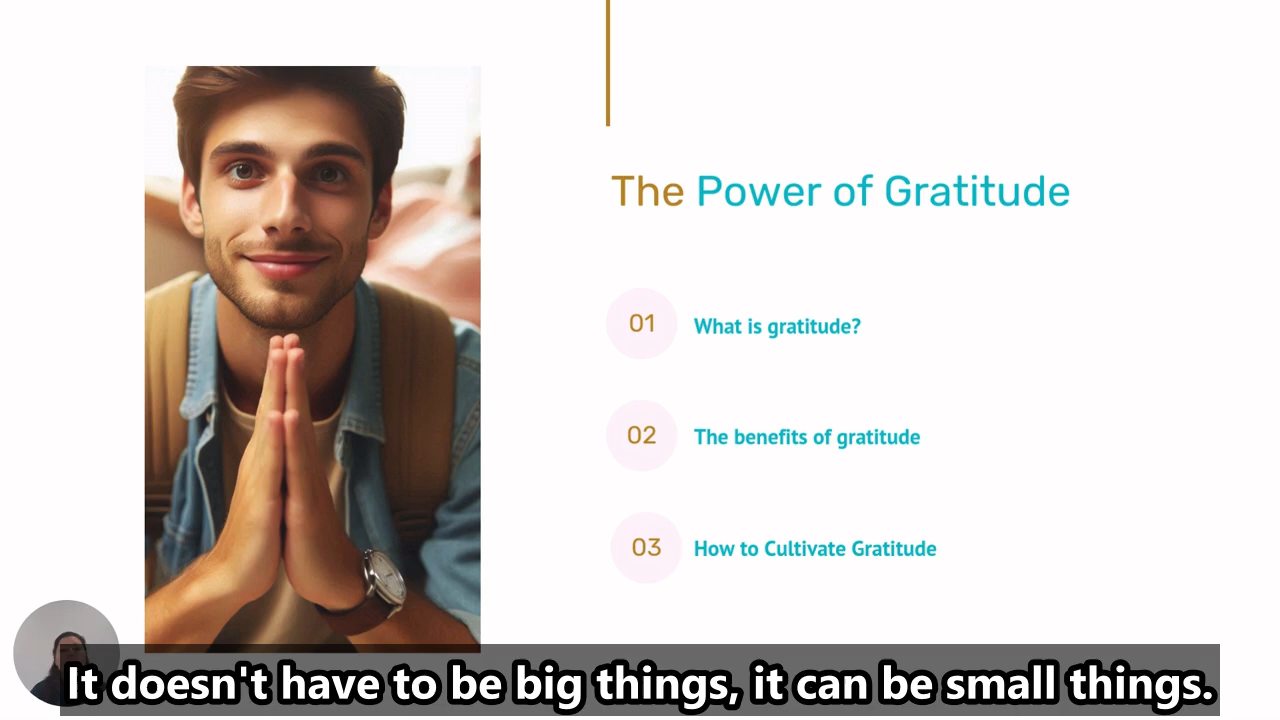 The Power of Gratitude
01
What is gratitude?
02
The benefits of gratitude
03
How to Cultivate Gratitude
It doesn't have to be big things, it can be small things.